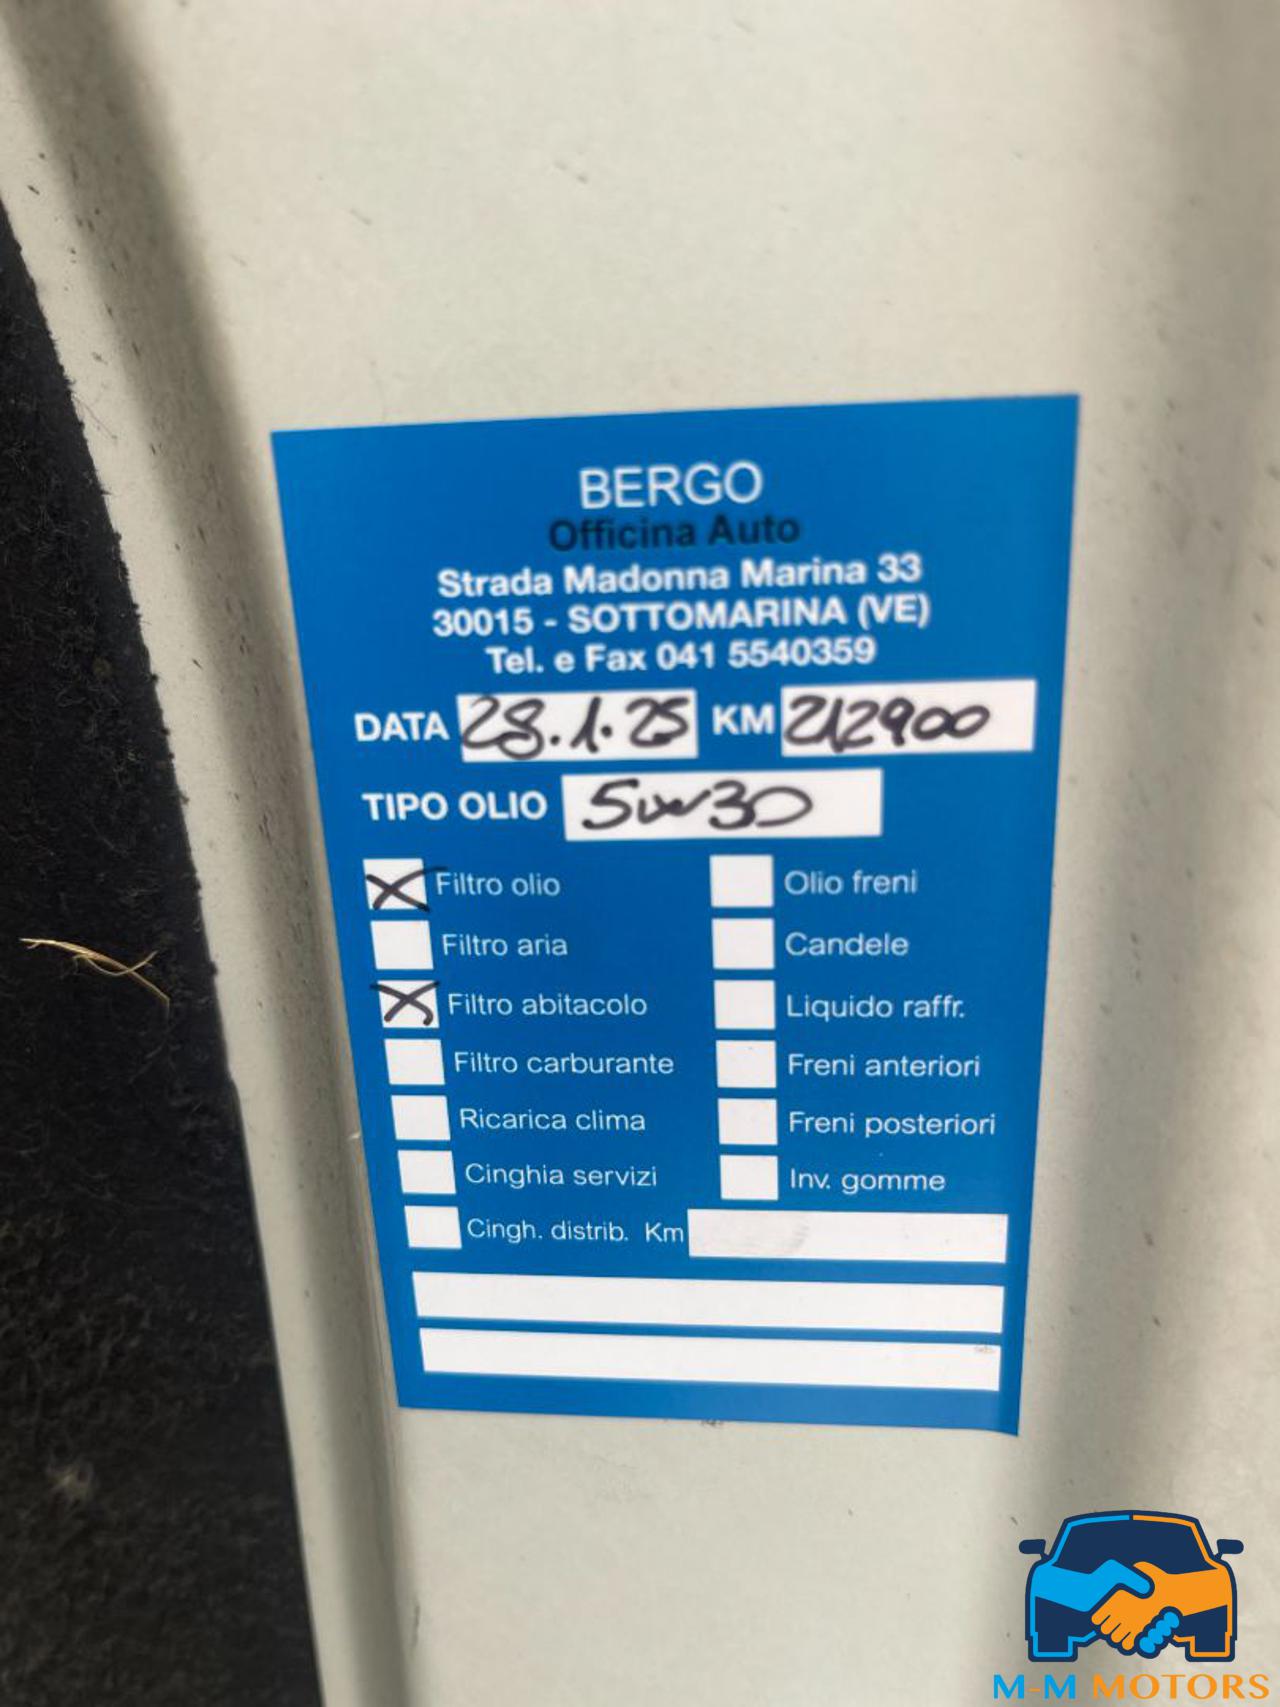 BERGO
Officina Auto
Strada Madonna Marina 33
30015 - SOTTOMARINA (VE)
Tel. e Fax 041 5540359
DATA 28.1.25 KM 212900
TIPO OLIO 5W30
Filtro olio Olio freni
Filtro aria Candele
Filtro abitacolo Liquido raffr.
Filtro carburante Freni anteriori
Ricarica clima Freni posteriori
Cinghia servizi Inv. gomme
Cingh. distrib. Km
M-M MOTORS